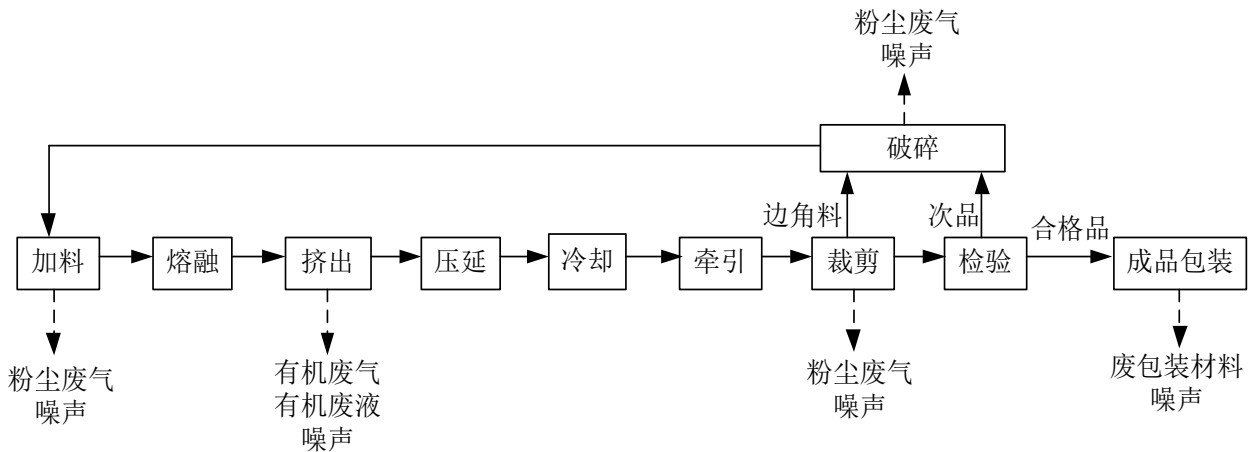 粉尘废气
噪声
破碎
边角料
次品
合格品
加料
熔融
挤出
压延
冷却
牵引
裁剪
检验
成品包装
粉尘废气
噪声
有机废气
有机废液
噪声
粉尘废气
噪声
废包装材料
噪声